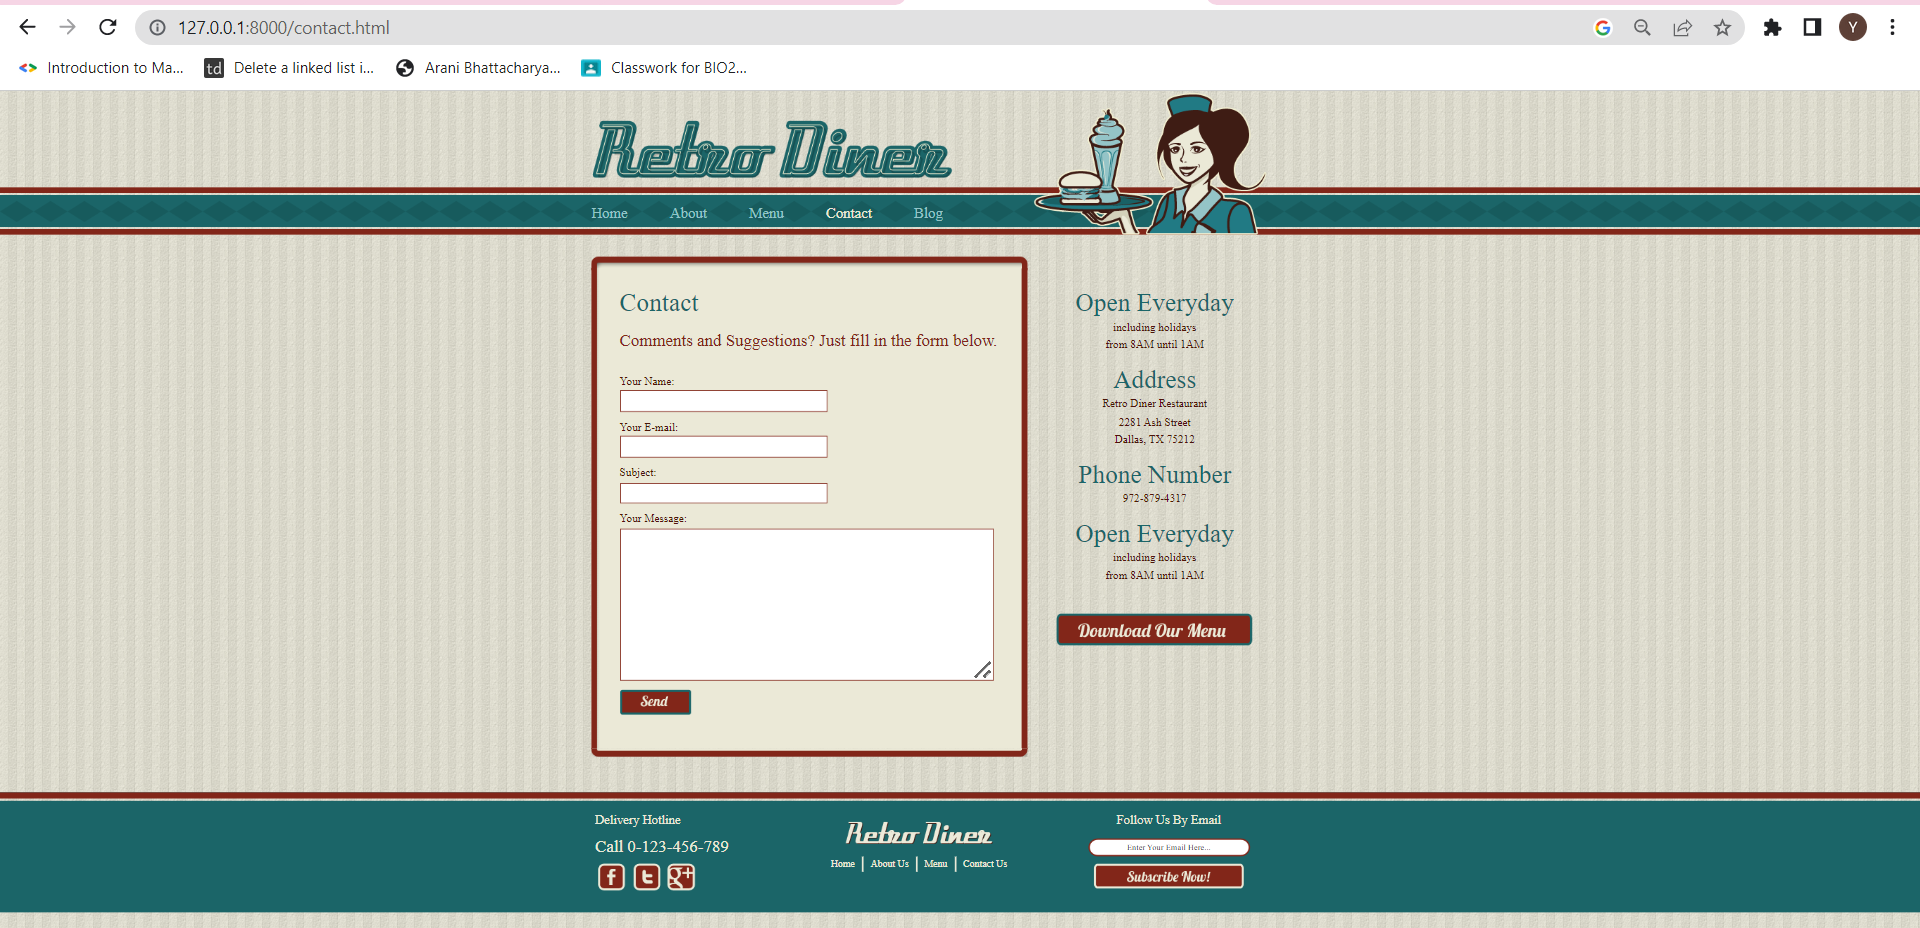 127.0.0.1:8000/contact.html
Y
Introduction to Ma...
td
Delete a linked list i...
Arani Bhattacharya...
Classwork for BIO2...
Retro Diner
Home
About
Menu
Contact
Blog
Contact
Comments and Suggestions? Just fill in the form below.
Your Name:
Your E-mail:
Subject:
Your Message:
Send
Open Everyday
including holidays
from 8AM until 1AM
Address
Retro Diner Restaurant
2281 Ash Street
Dallas, TX 75212
Phone Number
972-879-4317
Open Everyday
including holidays
from 8AM until 1AM
Download Our Menu
Delivery Hotline
Call 0-123-456-789
f t g+
Retro Diner
Home | About Us | Menu | Contact Us
Follow Us By Email
Enter Your Email Here...
Subscribe Now!